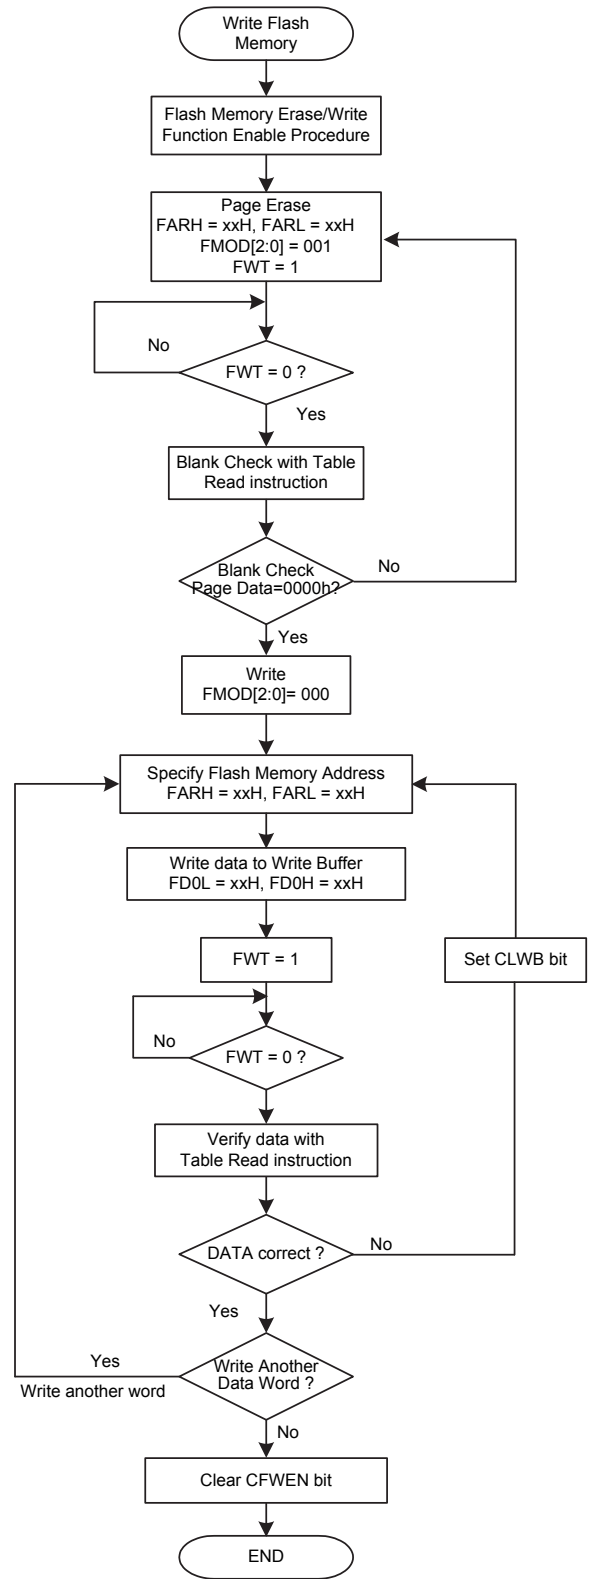 Write Flash
Memory
Flash Memory Erase/Write
Function Enable Procedure
Page Erase
FARH = xxH, FARL = xxH
FMOD[2:0] = 001
FWT = 1
No
FWT = 0 ?
Yes
Blank Check with Table
Read instruction
Blank Check
Page Data=0000h?
No
Yes
Write
FMOD[2:0]= 000
Specify Flash Memory Address
FARH = xxH, FARL = xxH
Write data to Write Buffer
FD0L = xxH, FD0H = xxH
FWT = 1
Set CLWB bit
No
FWT = 0 ?
Verify data with
Table Read instruction
DATA correct ?
No
Yes
Write Another
Data Word ?
Yes
Write another word
No
Clear CFWEN bit
END